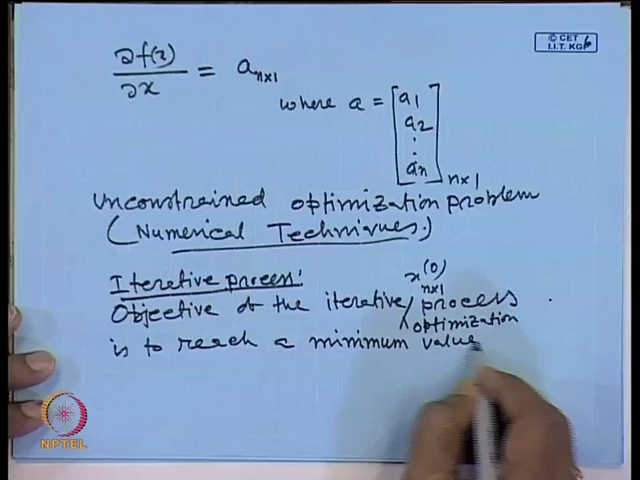 © CET
I.I.T. KGP
∂f(x)/∂x = a n×1
where a = [a1 a2 : an] n×1
Unconstrained optimization problem
(Numerical Techniques.)
Iterative process:
x(0) n×1
Objective of the iterative / process
optimization
is to reach a minimum value
NPTEL